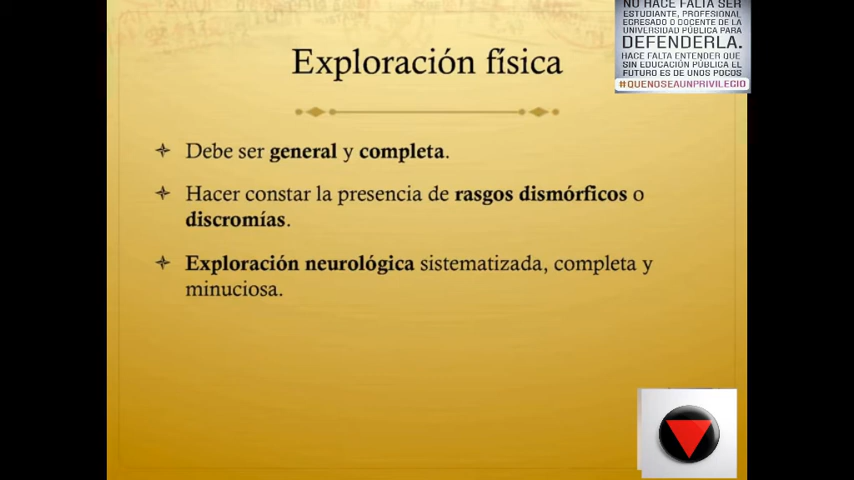 NO HACE FALTA SER
ESTUDIANTE, PROFESIONAL
EGRESADO O DOCENTE DE LA
UNIVERSIDAD PÚBLICA PARA
DEFENDERLA.
HACE FALTA ENTENDER QUE
SIN EDUCACIÓN PÚBLICA EL
FUTURO ES DE UNOS POCOS
#QUENOSEAUNPRIVILEGIO
Exploración física
Debe ser general y completa.
Hacer constar la presencia de rasgos dismórficos o
discromías.
Exploración neurológica sistematizada, completa y
minuciosa.